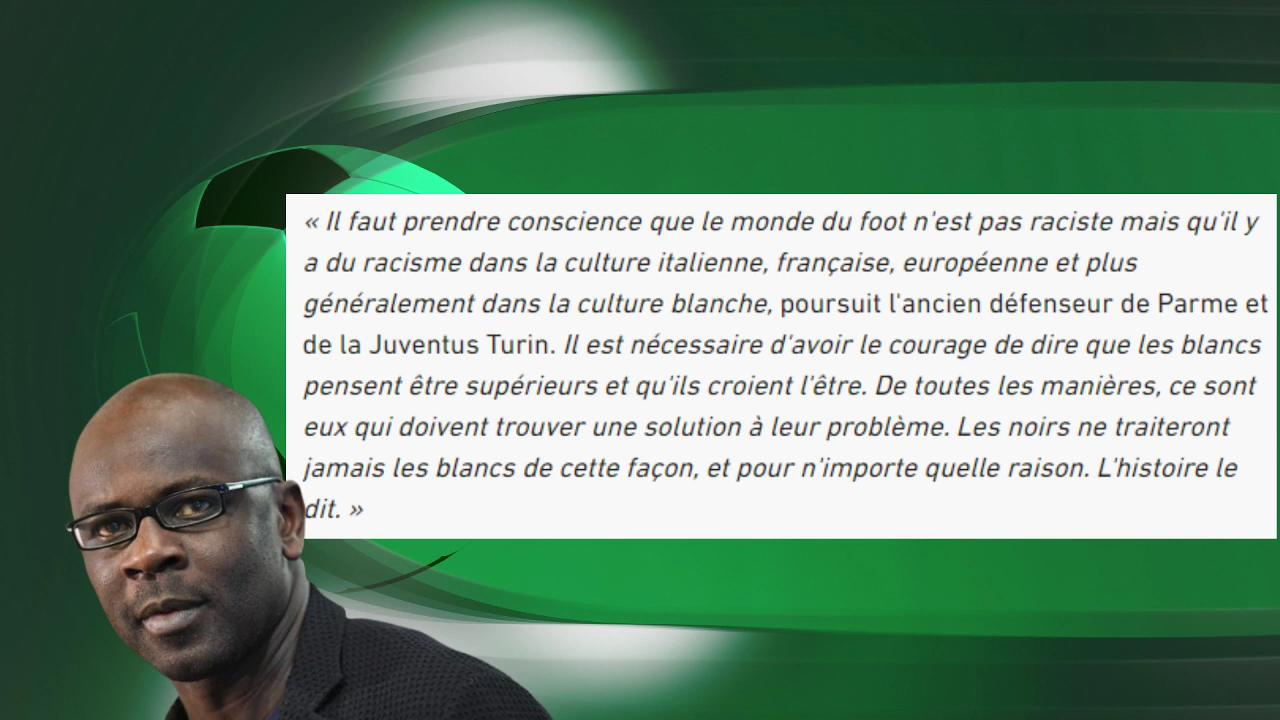 « Il faut prendre conscience que le monde du foot n'est pas raciste mais qu'il y
a du racisme dans la culture italienne, française, européenne et plus
généralement dans la culture blanche, poursuit l'ancien défenseur de Parme et
de la Juventus Turin. Il est nécessaire d'avoir le courage de dire que les blancs
pensent être supérieurs et qu'ils croient l'être. De toutes les manières, ce sont
eux qui doivent trouver une solution à leur problème. Les noirs ne traiteront
jamais les blancs de cette façon, et pour n'importe quelle raison. L'histoire le
dit. »